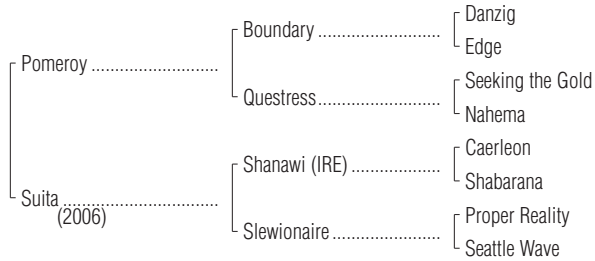 Danzig
Boundary ........................................
Edge
Pomeroy ..........................................
Seeking the Gold
Questress........................................
Nahema
Caerleon
Shanawi (IRE) .............................
Shabarana
Suita ....................................................
(2006)
Proper Reality
Slewionaire ...................................
Seattle Wave